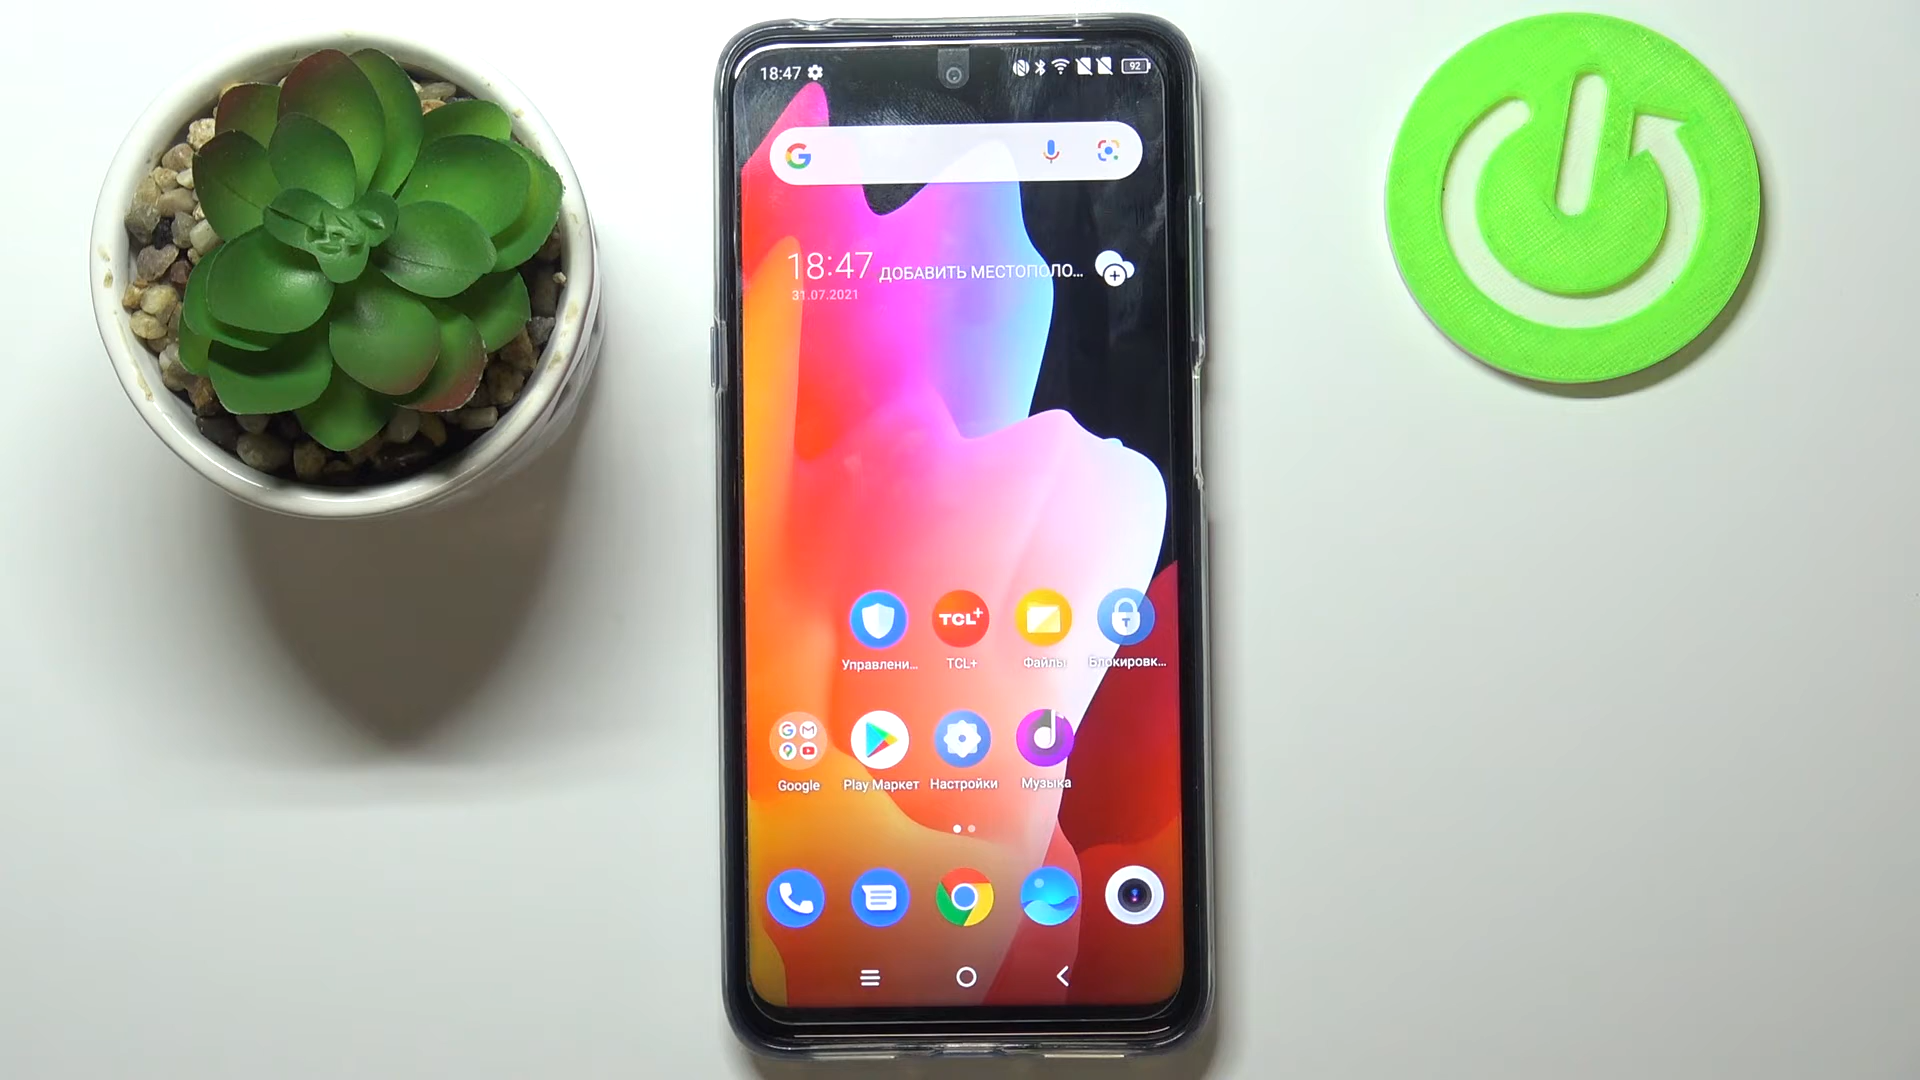 18:47
92
18:47 ДОБАВИТЬ МЕСТОПОЛО...
31.07.2021
Управлени...
TCL+
TCL+
Файлы
Блокировк...
Google
Play Маркет
Настройки
Музыка